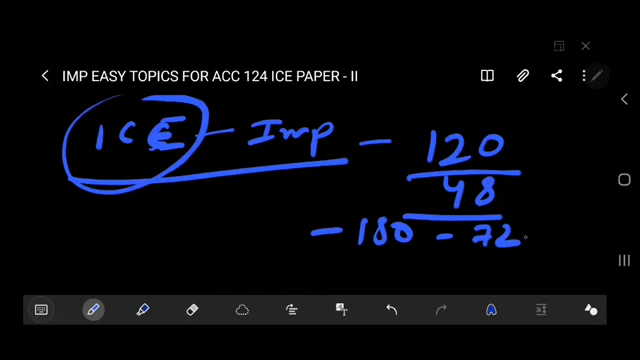 IMP EASY TOPICS FOR ACC 124 ICE PAPER - II
ICE - Imp - 120
48
- 180 - 72